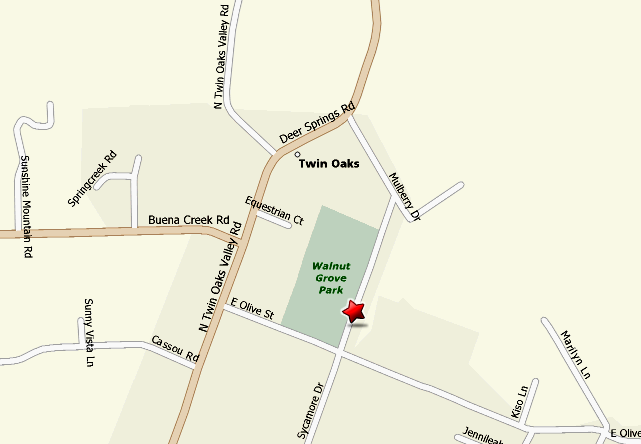 N Twin Oaks Valley Rd
Deer Springs Rd
Twin Oaks
Sunshine Mountain Rd
Springcreek Rd
Mulberry Dr
Equestrian Ct
Buena Creek Rd
N Twin Oaks Valley Rd
Walnut
Grove
Park
E Olive St
Sunny Vista Ln
Cassou Rd
Marilyn Ln
Kiso Ln
Sycamore Dr
Jennileah
E Olive